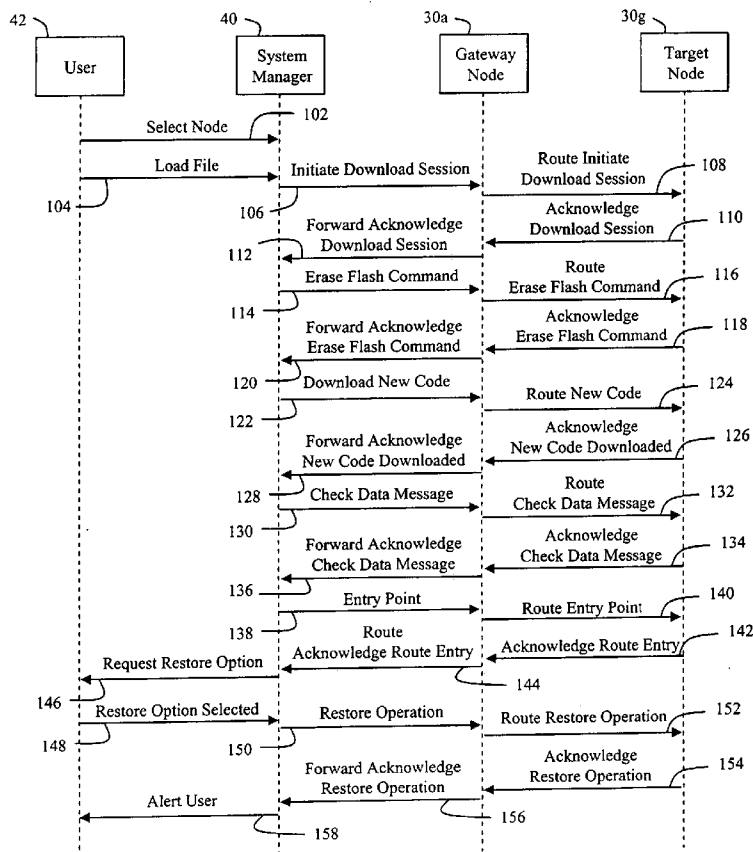 42
40
30a
30g
User
System
Manager
Gateway
Node
Target
Node
Select Node
102
Load File
104
Initiate Download Session
106
Route Initiate
Download Session
108
Acknowledge
Download Session
110
Forward Acknowledge
Download Session
112
Erase Flash Command
114
Route
Erase Flash Command
116
Acknowledge
Erase Flash Command
118
Forward Acknowledge
Erase Flash Command
120
Download New Code
122
Route New Code
124
Acknowledge
New Code Downloaded
126
Forward Acknowledge
New Code Downloaded
128
Check Data Message
130
Route
Check Data Message
132
Acknowledge
Check Data Message
134
Forward Acknowledge
Check Data Message
136
Entry Point
138
Route Entry Point
140
Acknowledge Route Entry
142
Route
Acknowledge Route Entry
144
Request Restore Option
146
Restore Option Selected
148
Restore Operation
150
Route Restore Operation
152
Acknowledge
Restore Operation
154
Forward Acknowledge
Restore Operation
156
Alert User
158